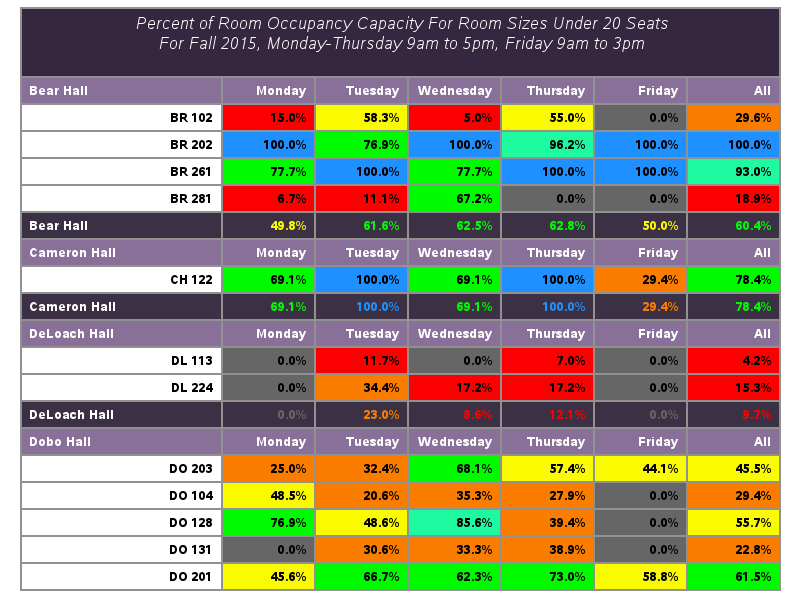 Percent of Room Occupancy Capacity For Room Sizes Under 20 Seats
For Fall 2015, Monday-Thursday 9am to 5pm, Friday 9am to 3pm
Bear Hall Monday Tuesday Wednesday Thursday Friday All
BR 102 15.0% 58.3% 5.0% 55.0% 0.0% 29.6%
BR 202 100.0% 76.9% 100.0% 96.2% 100.0% 100.0%
BR 261 77.7% 100.0% 77.7% 100.0% 100.0% 93.0%
BR 281 6.7% 11.1% 67.2% 0.0% 0.0% 18.9%
Bear Hall 49.8% 61.6% 62.5% 62.8% 50.0% 60.4%
Cameron Hall Monday Tuesday Wednesday Thursday Friday All
CH 122 69.1% 100.0% 69.1% 100.0% 29.4% 78.4%
Cameron Hall 69.1% 100.0% 69.1% 100.0% 29.4% 78.4%
DeLoach Hall Monday Tuesday Wednesday Thursday Friday All
DL 113 0.0% 11.7% 0.0% 7.0% 0.0% 4.2%
DL 224 0.0% 34.4% 17.2% 17.2% 0.0% 15.3%
DeLoach Hall 0.0% 23.0% 8.6% 12.1% 0.0% 9.7%
Dobo Hall Monday Tuesday Wednesday Thursday Friday All
DO 203 25.0% 32.4% 68.1% 57.4% 44.1% 45.5%
DO 104 48.5% 20.6% 35.3% 27.9% 0.0% 29.4%
DO 128 76.9% 48.6% 85.6% 39.4% 0.0% 55.7%
DO 131 0.0% 30.6% 33.3% 38.9% 0.0% 22.8%
DO 201 45.6% 66.7% 62.3% 73.0% 58.8% 61.5%